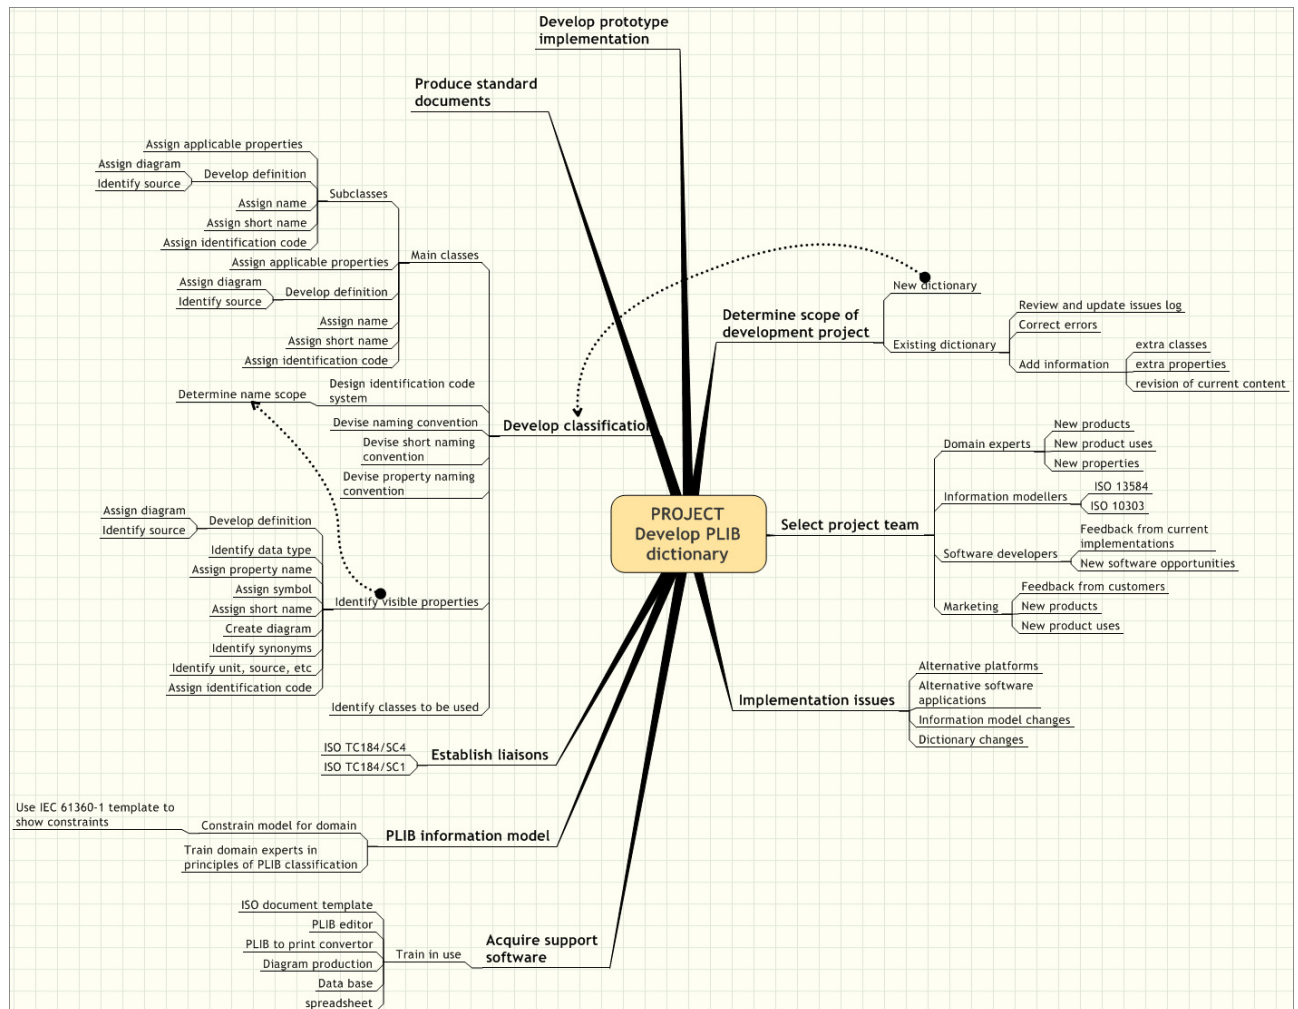 Develop prototype
implementation
Produce standard
documents
Assign applicable properties
Assign diagram
Identify source
Develop definition
Subclasses
Assign name
Assign short name
Assign identification code
Assign applicable properties
Main classes
Assign diagram
Identify source
Develop definition
Assign name
Assign short name
Assign identification code
Determine name scope
Design identification code
system
Devise naming convention
Devise short naming
convention
Devise property naming
convention
Develop classification
Assign diagram
Identify source
Develop definition
Identify data type
Assign property name
Assign symbol
Assign short name
Identify visible properties
Create diagram
Identify synonyms
Identify unit, source, etc
Assign identification code
Identify classes to be used
New dictionary
Determine scope of
development project
Existing dictionary
Review and update issues log
Correct errors
Add information
extra classes
extra properties
revision of current content
PROJECT
Develop PLIB
dictionary
Select project team
Domain experts
New products
New product uses
New properties
Information modellers
ISO 13584
ISO 10303
Software developers
Feedback from current
implementations
New software opportunities
Marketing
Feedback from customers
New products
New product uses
Implementation issues
Alternative platforms
Alternative software
applications
Information model changes
Dictionary changes
ISO TC184/SC4
ISO TC184/SC1
Establish liaisons
Use IEC 61360-1 template to
show constraints
Constrain model for domain
Train domain experts in
principles of PLIB classification
PLIB information model
ISO document template
PLIB editor
PLIB to print convertor
Diagram production
Data base
spreadsheet
Train in use
Acquire support
software